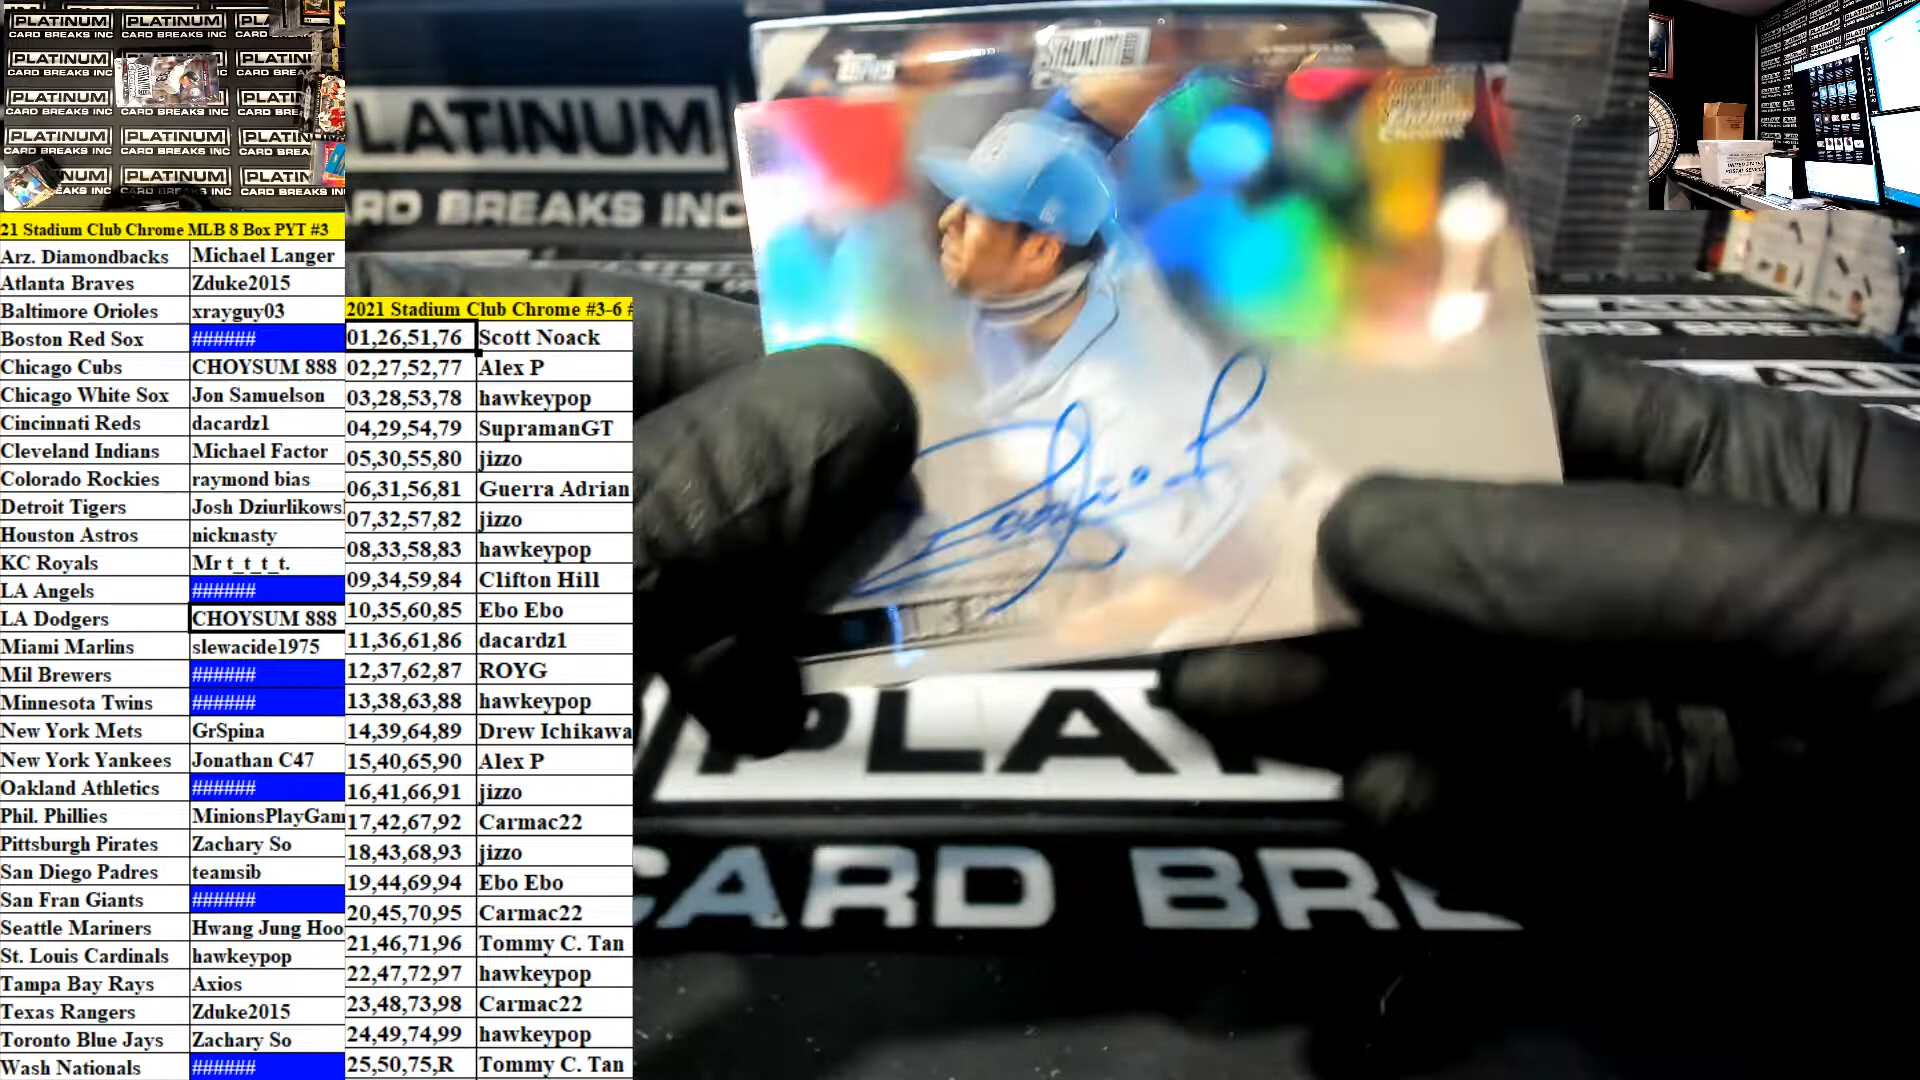 PLATINUM
CARD BREAKS INC
21 Stadium Club Chrome MLB 8 Box PYT #3
Arz. Diamondbacks Michael Langer
Atlanta Braves Zduke2015
Baltimore Orioles xrayguy03
Boston Red Sox ######
Chicago Cubs CHOYSUM 888
Chicago White Sox Jon Samuelson
Cincinnati Reds dacardz1
Cleveland Indians Michael Factor
Colorado Rockies raymond bias
Detroit Tigers Josh Dziurlikows
Houston Astros nicknasty
KC Royals Mr t_t_t_t.
LA Angels ######
LA Dodgers CHOYSUM 888
Miami Marlins slewacide1975
Mil Brewers ######
Minnesota Twins ######
New York Mets GrSpina
New York Yankees Jonathan C47
Oakland Athletics ######
Phil. Phillies MinionsPlayGam
Pittsburgh Pirates Zachary So
San Diego Padres teamsib
San Fran Giants ######
Seattle Mariners Hwang Jung Hoo
St. Louis Cardinals hawkeypop
Tampa Bay Rays Axios
Texas Rangers Zduke2015
Toronto Blue Jays Zachary So
Wash Nationals ######
2021 Stadium Club Chrome #3-6 #
01,26,51,76 Scott Noack
02,27,52,77 Alex P
03,28,53,78 hawkeypop
04,29,54,79 SupramanGT
05,30,55,80 jizzo
06,31,56,81 Guerra Adrian
07,32,57,82 jizzo
08,33,58,83 hawkeypop
09,34,59,84 Clifton Hill
10,35,60,85 Ebo Ebo
11,36,61,86 dacardz1
12,37,62,87 ROYG
13,38,63,88 hawkeypop
14,39,64,89 Drew Ichikawa
15,40,65,90 Alex P
16,41,66,91 jizzo
17,42,67,92 Carmac22
18,43,68,93 jizzo
19,44,69,94 Ebo Ebo
20,45,70,95 Carmac22
21,46,71,96 Tommy C. Tan
22,47,72,97 hawkeypop
23,48,73,98 Carmac22
24,49,74,99 hawkeypop
25,50,75,R Tommy C. Tan
LATINUM
RD BREAKS INC
Topps
STADIUM
PLA
CARD BRE